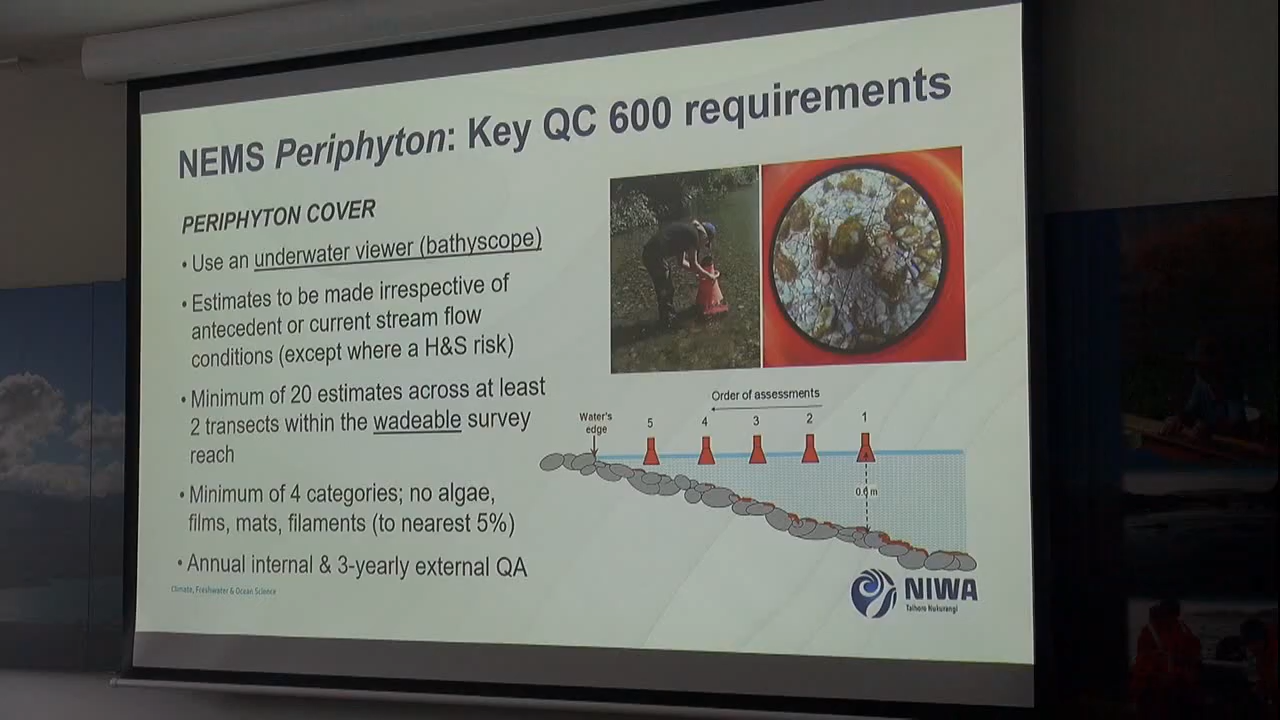 NEMS Periphyton: Key QC 600 requirements
PERIPHYTON COVER
• Use an underwater viewer (bathyscope)
• Estimates to be made irrespective of
antecedent or current stream flow
conditions (except where a H&S risk)
• Minimum of 20 estimates across at least
2 transects within the wadeable survey
reach
• Minimum of 4 categories; no algae,
films, mats, filaments (to nearest 5%)
• Annual internal & 3-yearly external QA
Climate, Freshwater & Ocean Science
Order of assessments
Water's
edge
5 4 3 2 1
0.6 m
NIWA
Taihoro Nukurangi